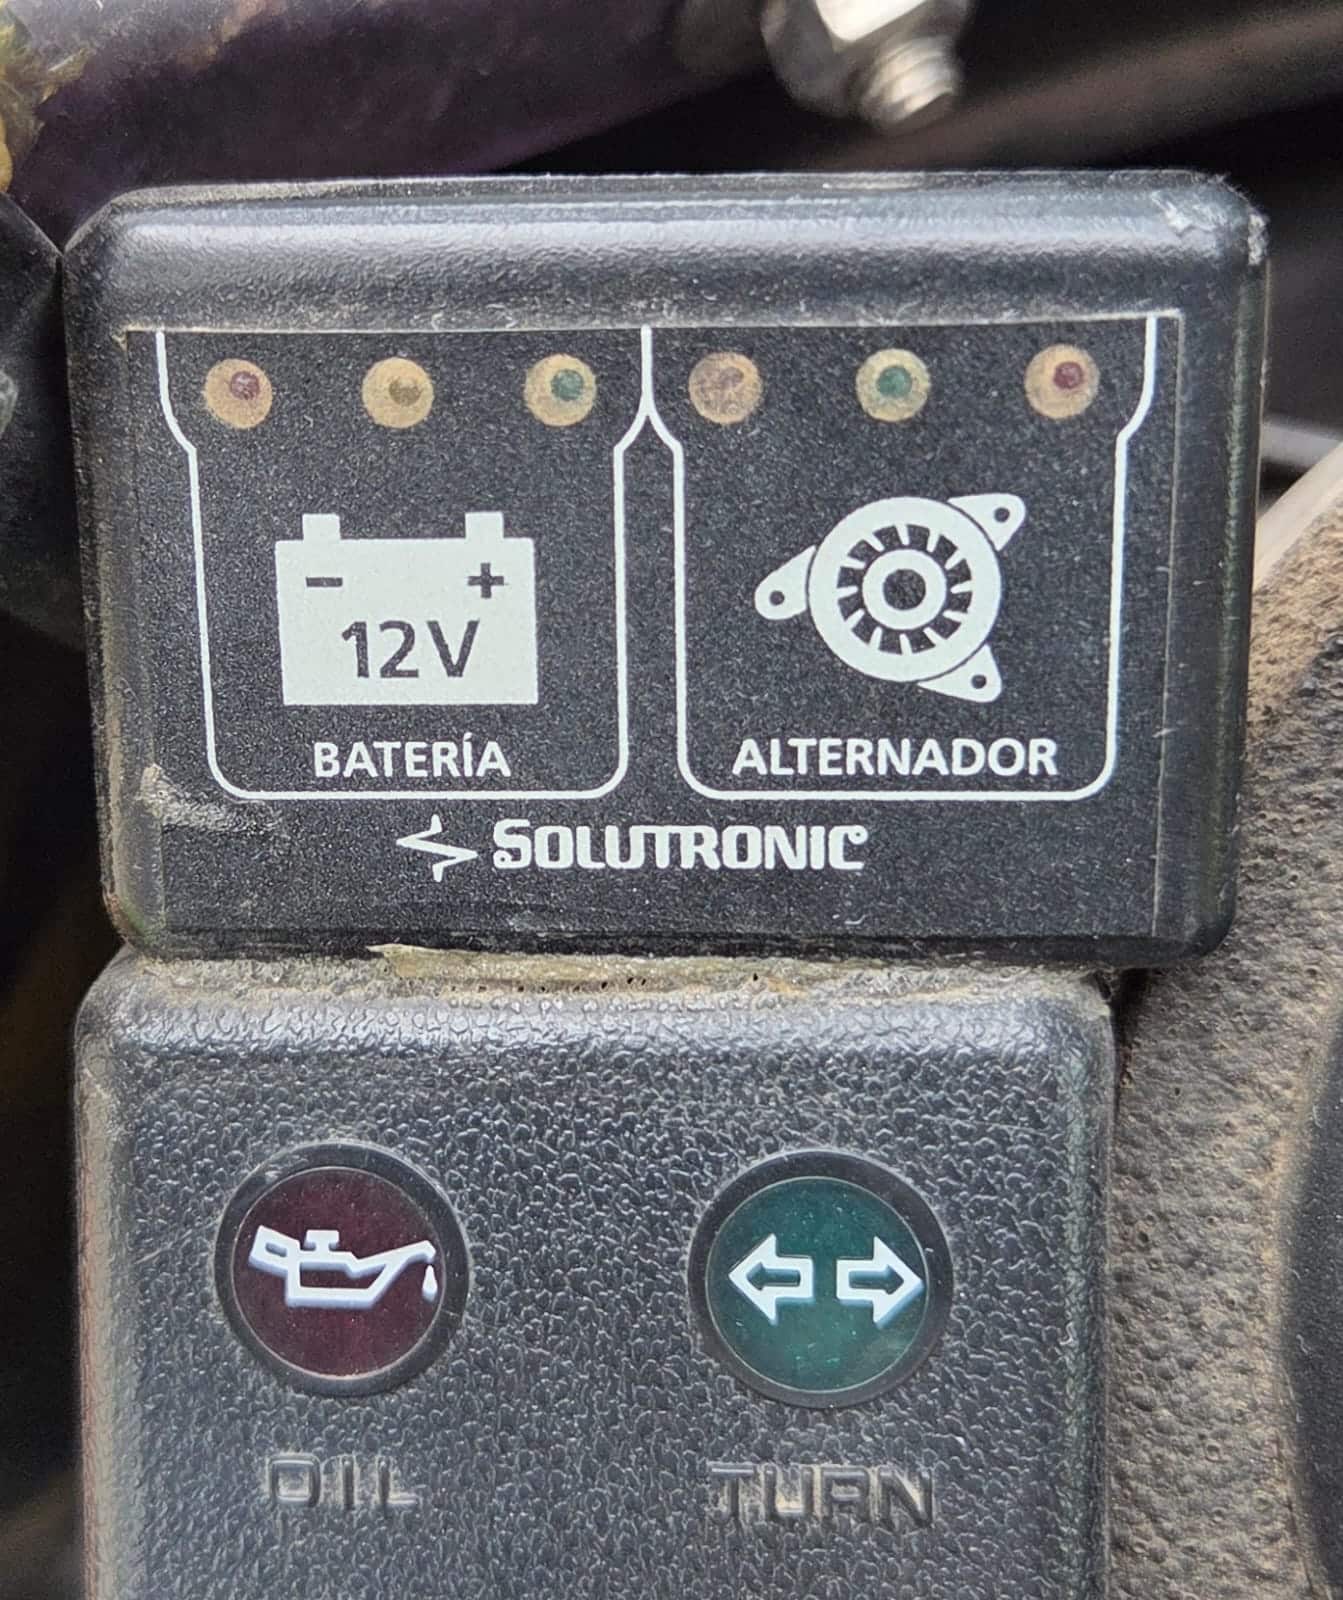 - +
12V
BATERÍA
ALTERNADOR
SOLUTRONIC
OIL
TURN